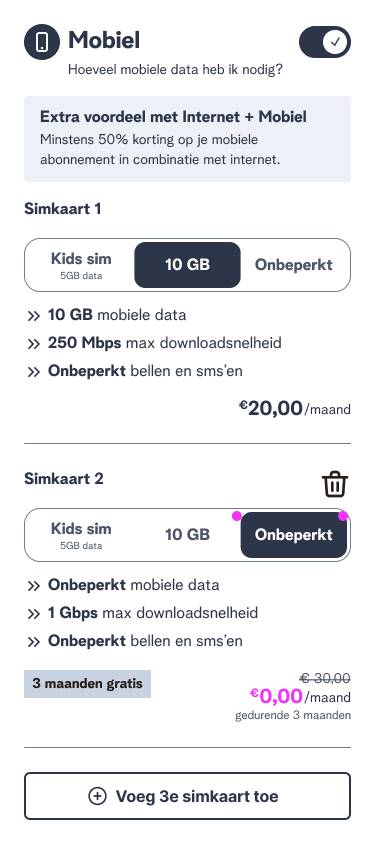 Mobiel
Hoeveel mobiele data heb ik nodig?
Extra voordeel met Internet + Mobiel
Minstens 50% korting op je mobiele
abonnement in combinatie met internet.
Simkaart 1
Kids sim
5GB data
10 GB
Onbeperkt
10 GB mobiele data
250 Mbps max downloadsnelheid
Onbeperkt bellen en sms’en
€20,00/maand
Simkaart 2
Kids sim
5GB data
10 GB
Onbeperkt
Onbeperkt mobiele data
1 Gbps max downloadsnelheid
Onbeperkt bellen en sms’en
3 maanden gratis
€ 30,00
€0,00/maand
gedurende 3 maanden
Voeg 3e simkaart toe